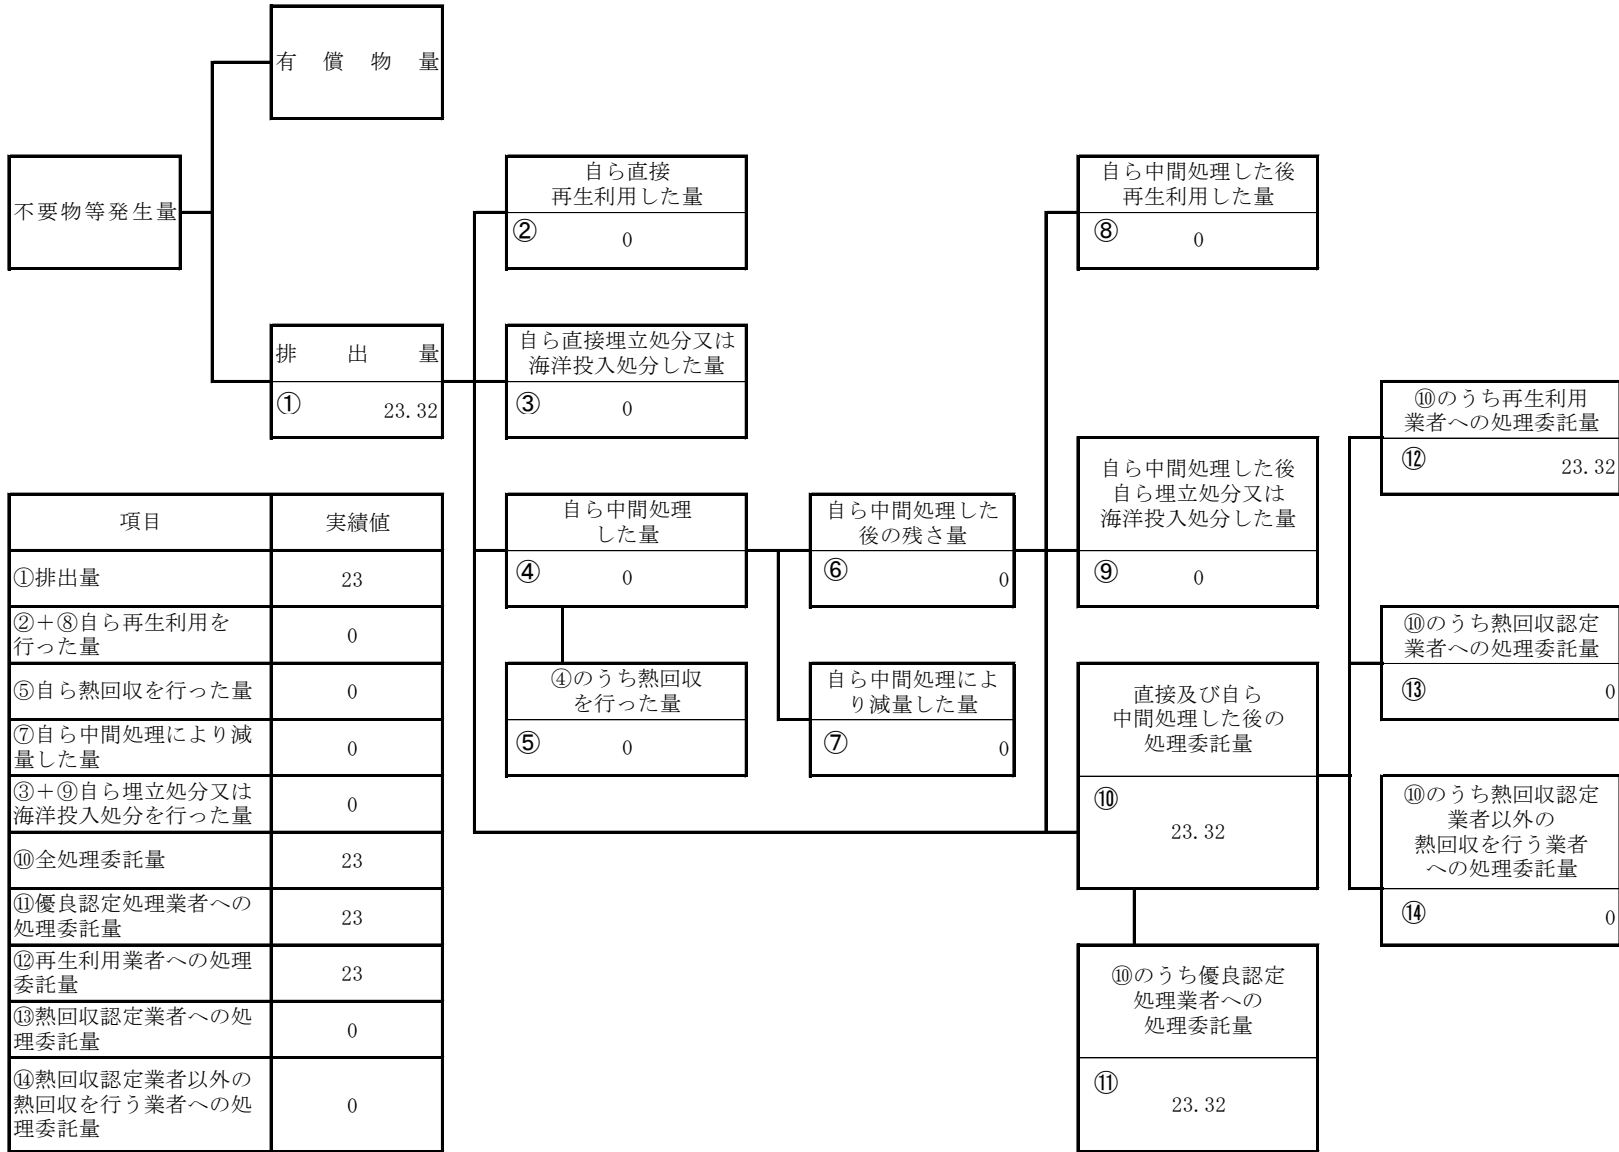 有償物量
不要物等発生量
自ら直接
再生利用した量
② 0
自ら中間処理した後
再生利用した量
⑧ 0
排出量
① 23.32
自ら直接埋立処分又は
海洋投入処分した量
③ 0
⑩のうち再生利用
業者への処理委託量
⑫ 23.32
自ら中間処理
した量
④ 0
自ら中間処理した
後の残さ量
⑥ 0
自ら中間処理した後
自ら埋立処分又は
海洋投入処分した量
⑨ 0
⑩のうち熱回収認定
業者への処理委託量
⑬ 0
④のうち熱回収
を行った量
⑤ 0
自ら中間処理によ
り減量した量
⑦ 0
直接及び自ら
中間処理した後の
処理委託量
⑩
23.32
⑩のうち熱回収認定
業者以外の
熱回収を行う業者
への処理委託量
⑭ 0
⑩のうち優良認定
処理業者への
処理委託量
⑪
23.32
項目 実績値
①排出量 23
②＋⑧自ら再生利用を
行った量 0
⑤自ら熱回収を行った量 0
⑦自ら中間処理により減
量した量 0
③＋⑨自ら埋立処分又は
海洋投入処分を行った量 0
⑩全処理委託量 23
⑪優良認定処理業者への
処理委託量 23
⑫再生利用業者への処理
委託量 23
⑬熱回収認定業者への処
理委託量 0
⑭熱回収認定業者以外の
熱回収を行う業者への処 0
理委託量